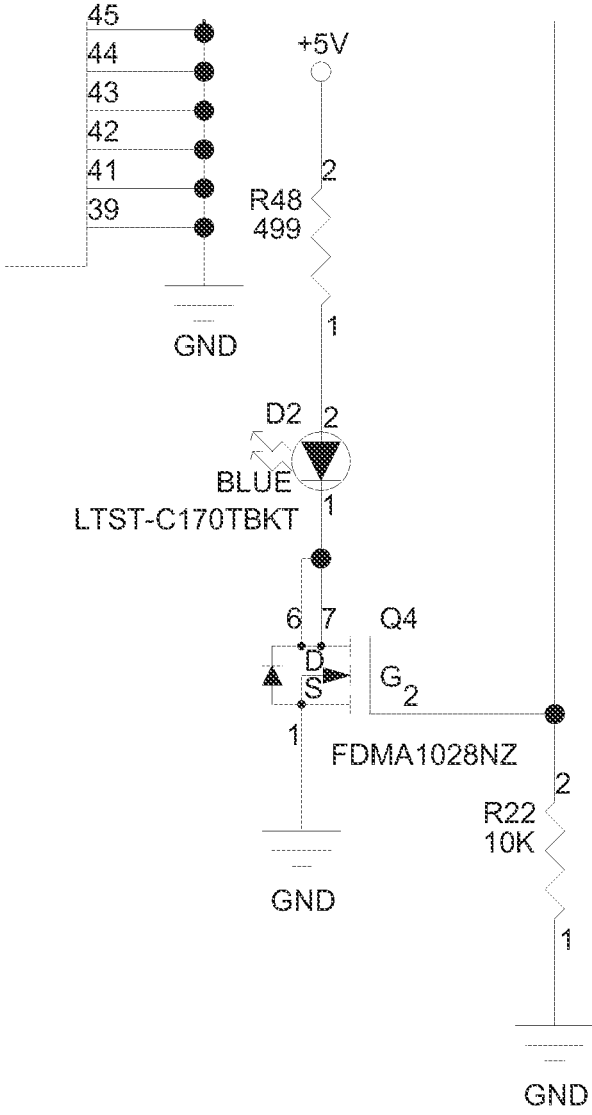 45
44
43
42
41
39
GND
+5V
2
R48
499
1
D2
2
BLUE
1
LTST-C170TBKT
6
7
Q4
D
S
G
2
1
FDMA1028NZ
GND
2
R22
10K
1
GND